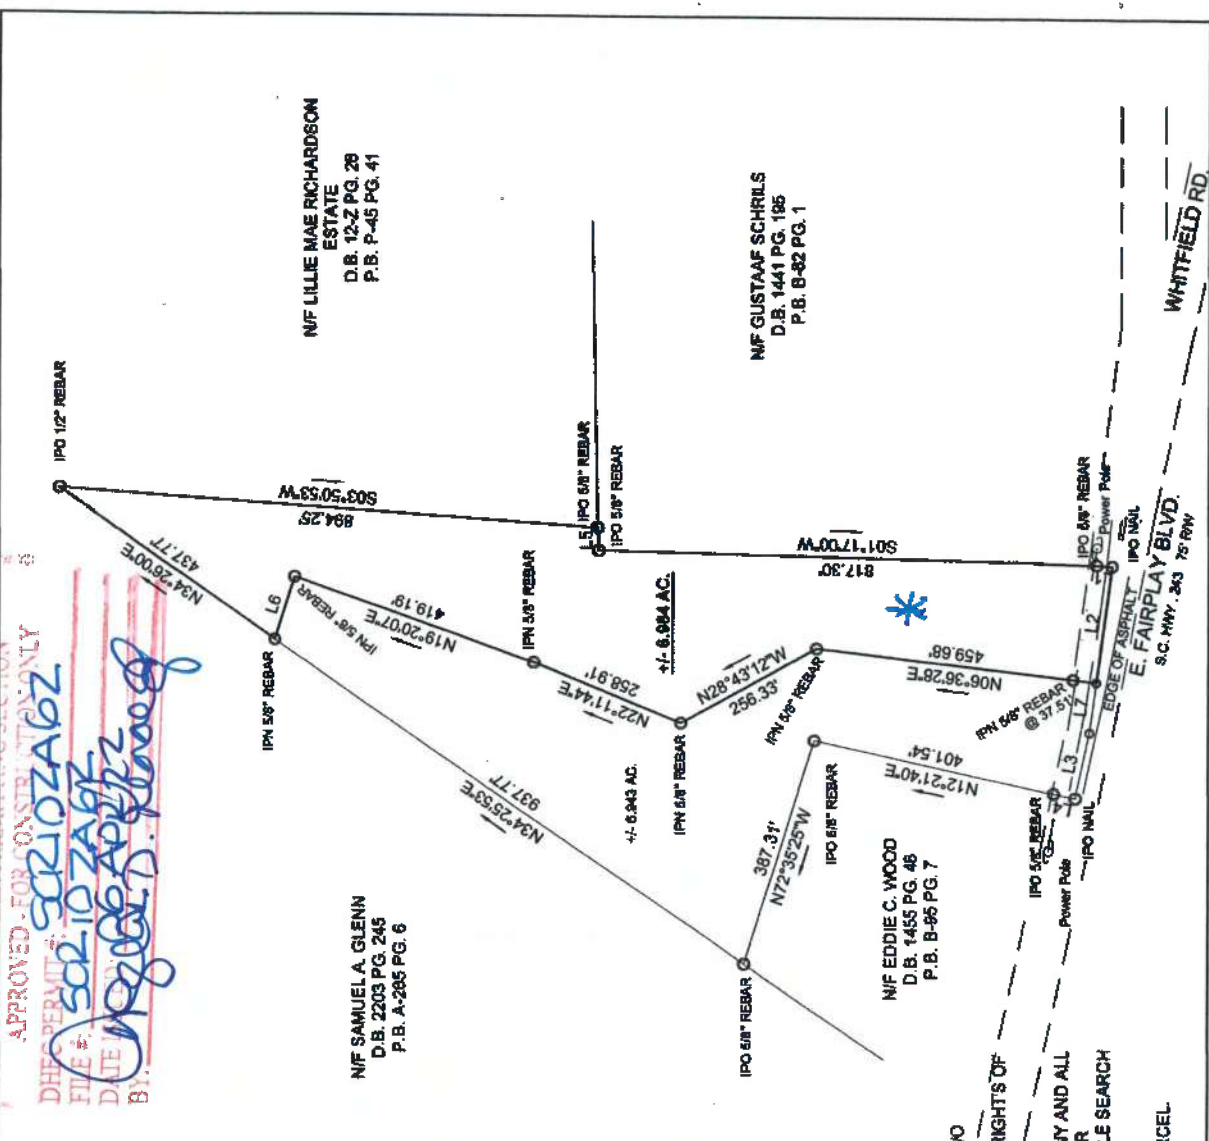 APPROVED - FOR CONSTRUCTION ONLY
DHEC PERMIT #:
SCR10ZA6Z
FILE #:
DATE
BY:
IPO 1/2" REBAR
N/F LILLIE MAE RICHARDSON
ESTATE
D.B. 12-Z PG. 28
P.B. P-45 PG. 41
N34°26'00"E
437.77'
S03°50'53"W
894.25'
L6
IPN 5/8" REBAR
IPN 5/8" REBAR
N19°20'07"E
419.19'
L5
IPO 5/8" REBAR
IPO 5/8" REBAR
N/F GUSTAAF SCHRILS
D.B. 1441 PG. 195
P.B. B-82 PG. 1
IPN 5/8" REBAR
N22°11'44"E
258.91'
+/- 6.984 AC.
S01°17'00"W
817.30'
N34°25'53"E
937.77'
+/- 6.943 AC.
IPN 5/8" REBAR
N28°43'12"W
256.33'
IPN 5/8" REBAR
N06°36'28"E
459.68'
N/F SAMUEL A. GLENN
D.B. 2203 PG. 245
P.B. A-285 PG. 6
387.31'
N72°35'25"W
IPO 5/8" REBAR
IPO 5/8" REBAR
N12°21'40"E
401.54'
N/F EDDIE C. WOOD
D.B. 1455 PG. 46
P.B. B-95 PG. 7
IPN 5/8" REBAR
@ 37.51'
IPO 5/8" REBAR
Power Pole
IPO NAIL
L3
L7
L2
IPO 5/8" REBAR
Power Pole
IPO NAIL
EDGE OF ASPHALT
E. FAIRPLAY BLVD.
S.C. HWY. 243 75' R/W
WHITFIELD RD.
RIGHTS OF
AND ALL
SEARCH